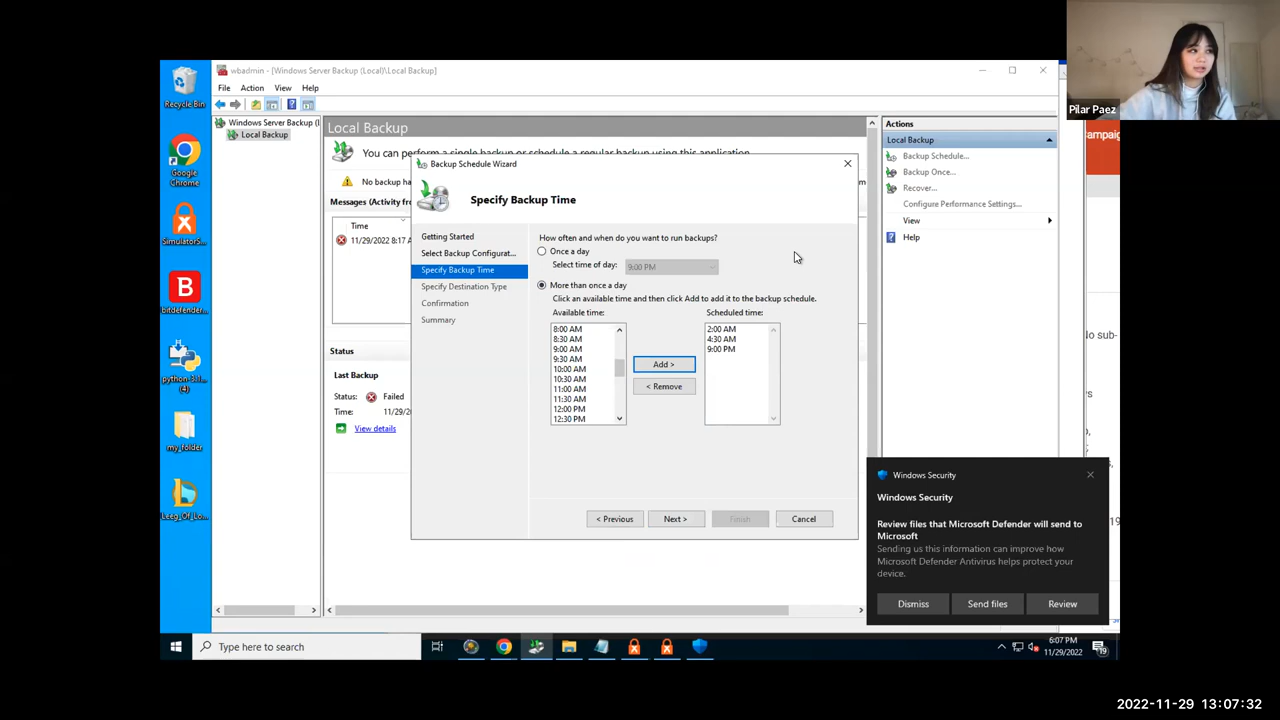 Pilar Paez
wbadmin - [Windows Server Backup (Local)\Local Backup]
File Action View Help
Recycle Bin
Google Chrome
SimulatorS...
bitdefender...
python-3.1...
(4)
my_folder
Leeg_Of_Lo...
Windows Server Backup (L
Local Backup
Local Backup
You can perform a single backup or schedule a regular backup using this application
No backup ha
Messages (Activity fro
Time
11/29/2022 8:17 A
Status
Last Backup
Status: Failed
Time: 11/29/2
View details
Backup Schedule Wizard
Specify Backup Time
Getting Started
Select Backup Configurat...
Specify Backup Time
Specify Destination Type
Confirmation
Summary
How often and when do you want to run backups?
Once a day
Select time of day: 9:00 PM
More than once a day
Click an available time and then click Add to add it to the backup schedule.
Available time: Scheduled time:
8:00 AM
8:30 AM
9:00 AM
9:30 AM
10:00 AM
10:30 AM
11:00 AM
11:30 AM
12:00 PM
12:30 PM
Add >
< Remove
2:00 AM
4:30 AM
9:00 PM
< Previous Next > Finish Cancel
Actions
Local Backup
Backup Schedule...
Backup Once...
Recover...
Configure Performance Settings...
View
Help
ampaig
lo sub-
Windows Security
Windows Security
Review files that Microsoft Defender will send to
Microsoft
Sending us this information can improve how
Microsoft Defender Antivirus helps protect your
device.
Dismiss Send files Review
Type here to search
6:07 PM
11/29/2022
19
2022-11-29 13:07:32